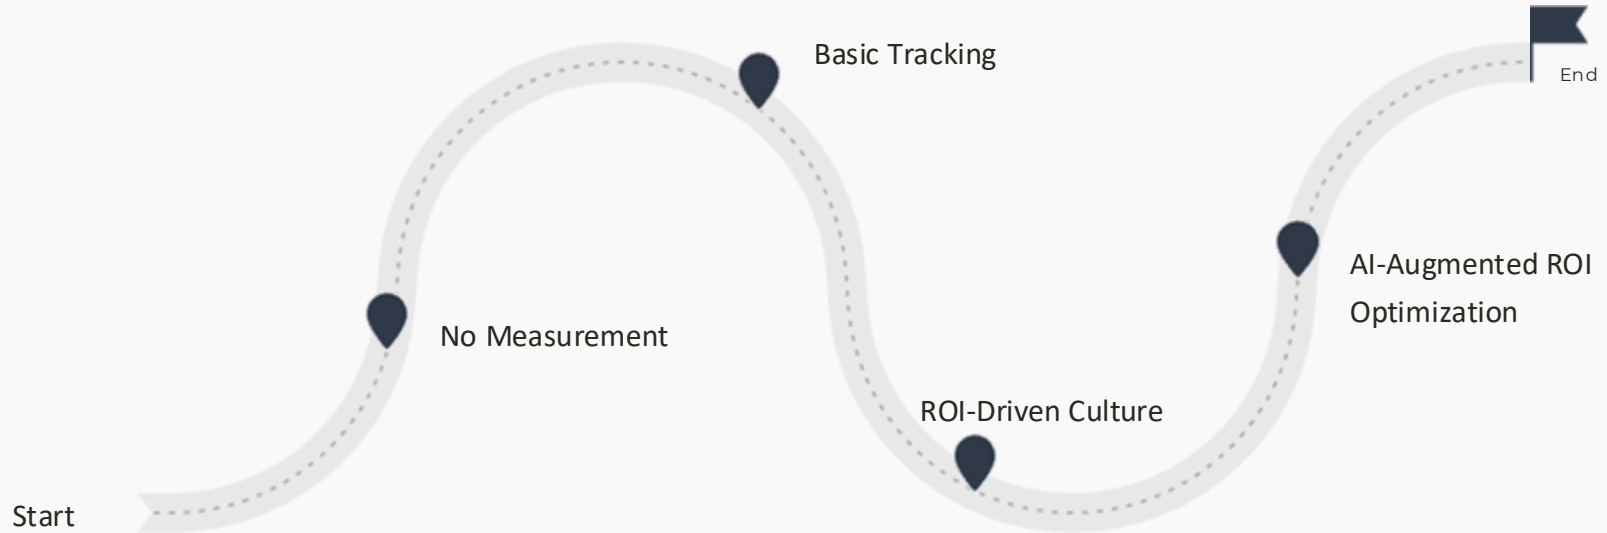 Start
No Measurement
Basic Tracking
ROI-Driven Culture
AI-Augmented ROI
Optimization
End